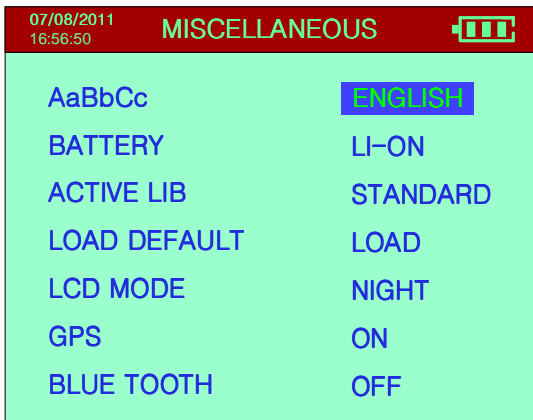 07/08/2011
16:56:50
MISCELLANEOUS
AaBbCc ENGLISH
BATTERY LI-ON
ACTIVE LIB STANDARD
LOAD DEFAULT LOAD
LCD MODE NIGHT
GPS ON
BLUE TOOTH OFF